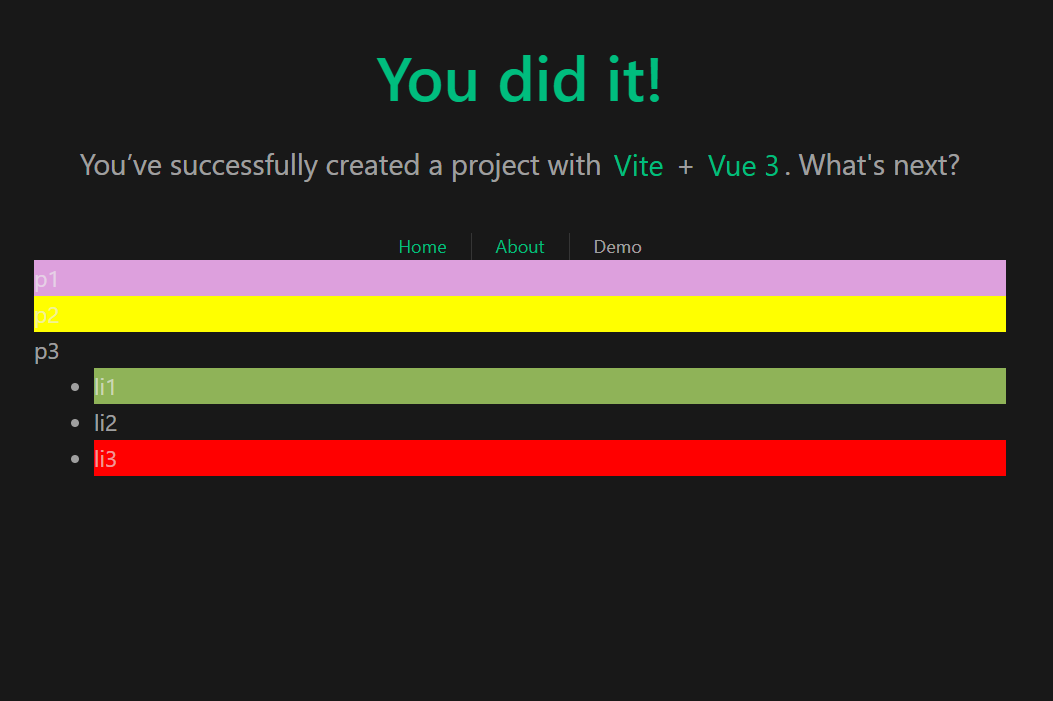 You did it!
You’ve successfully created a project with Vite + Vue 3. What's next?
Home About Demo
p1
p2
p3
li1
li2
li3